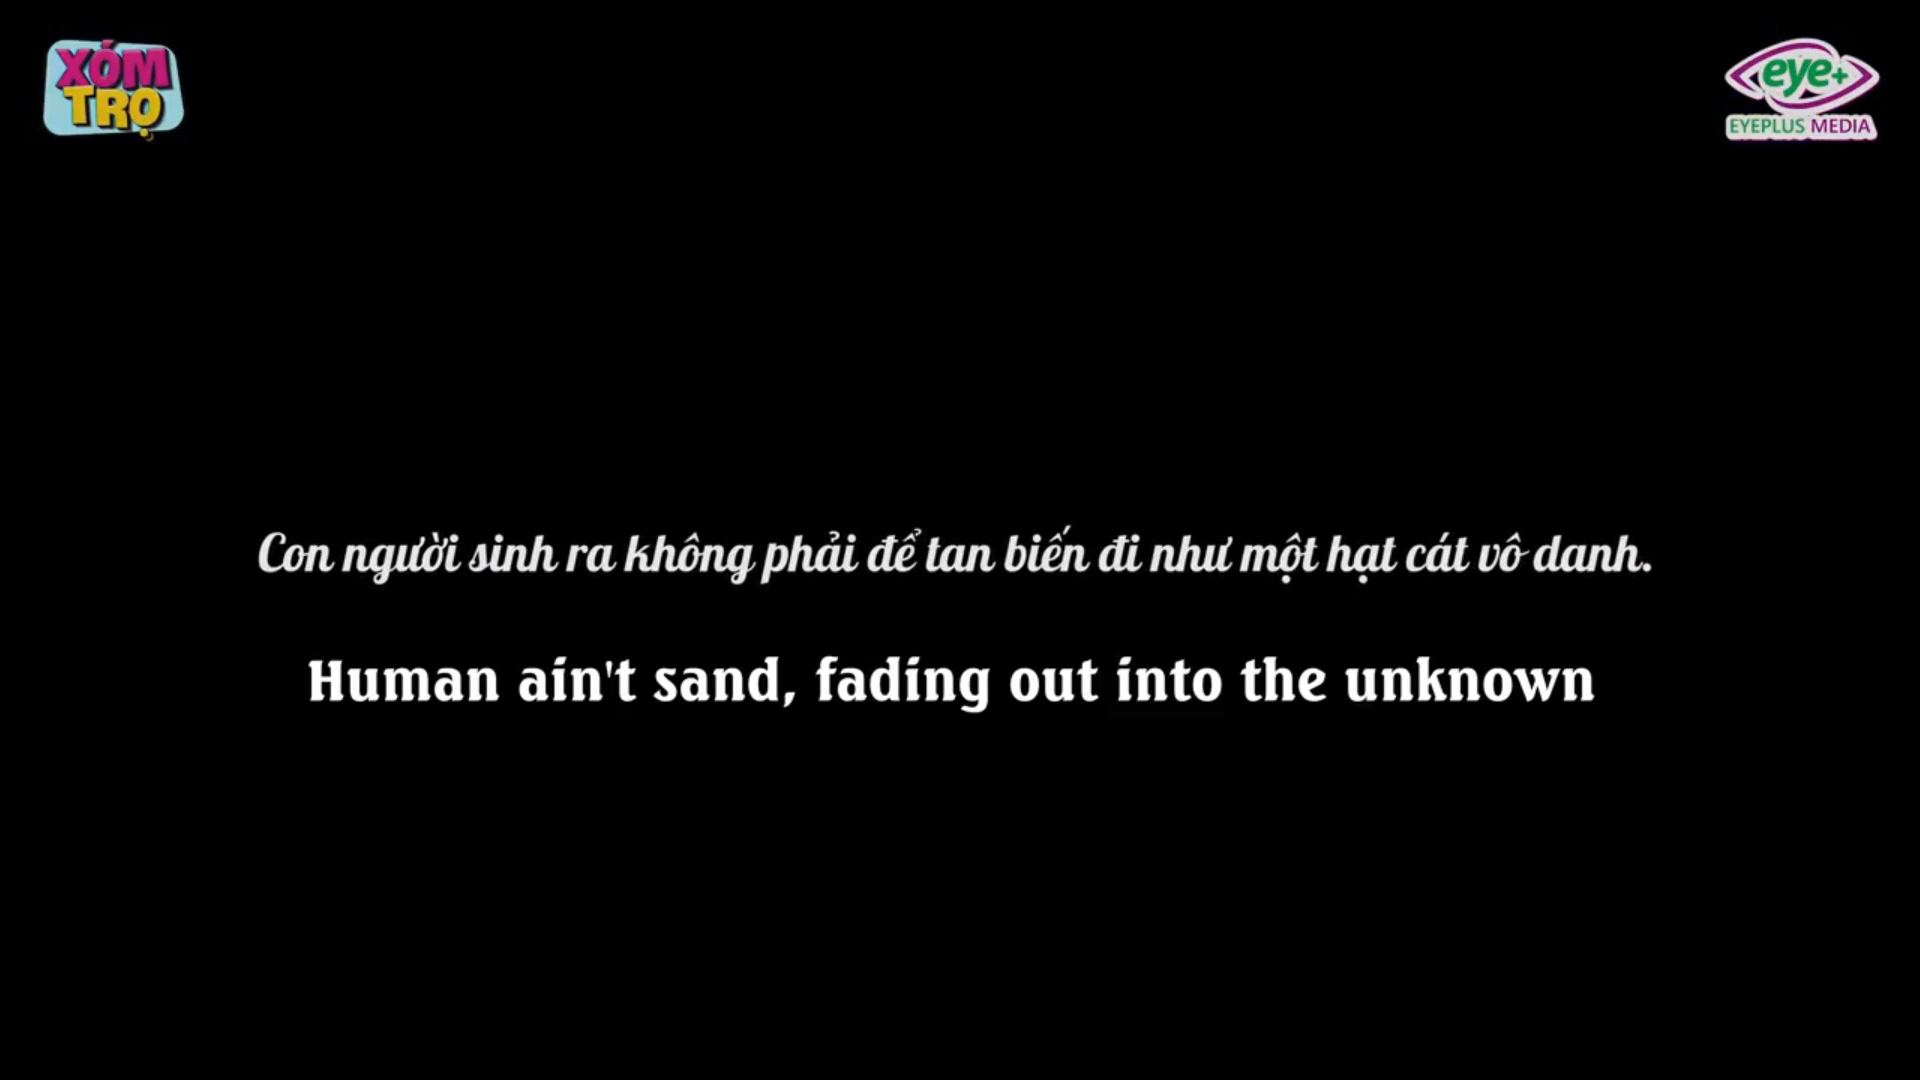 XÓM
TRỌ
eye+
EYEPLUS MEDIA
Con người sinh ra không phải để tan biến đi như một hạt cát vô danh.
Human ain't sand, fading out into the unknown